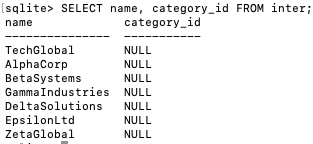 [sqlite> SELECT name, category_id FROM inter;
name             category_id
---------------  -----------
TechGlobal       NULL
AlphaCorp        NULL
BetaSystems      NULL
GammaIndustries  NULL
DeltaSolutions   NULL
EpsilonLtd       NULL
ZetaGlobal       NULL